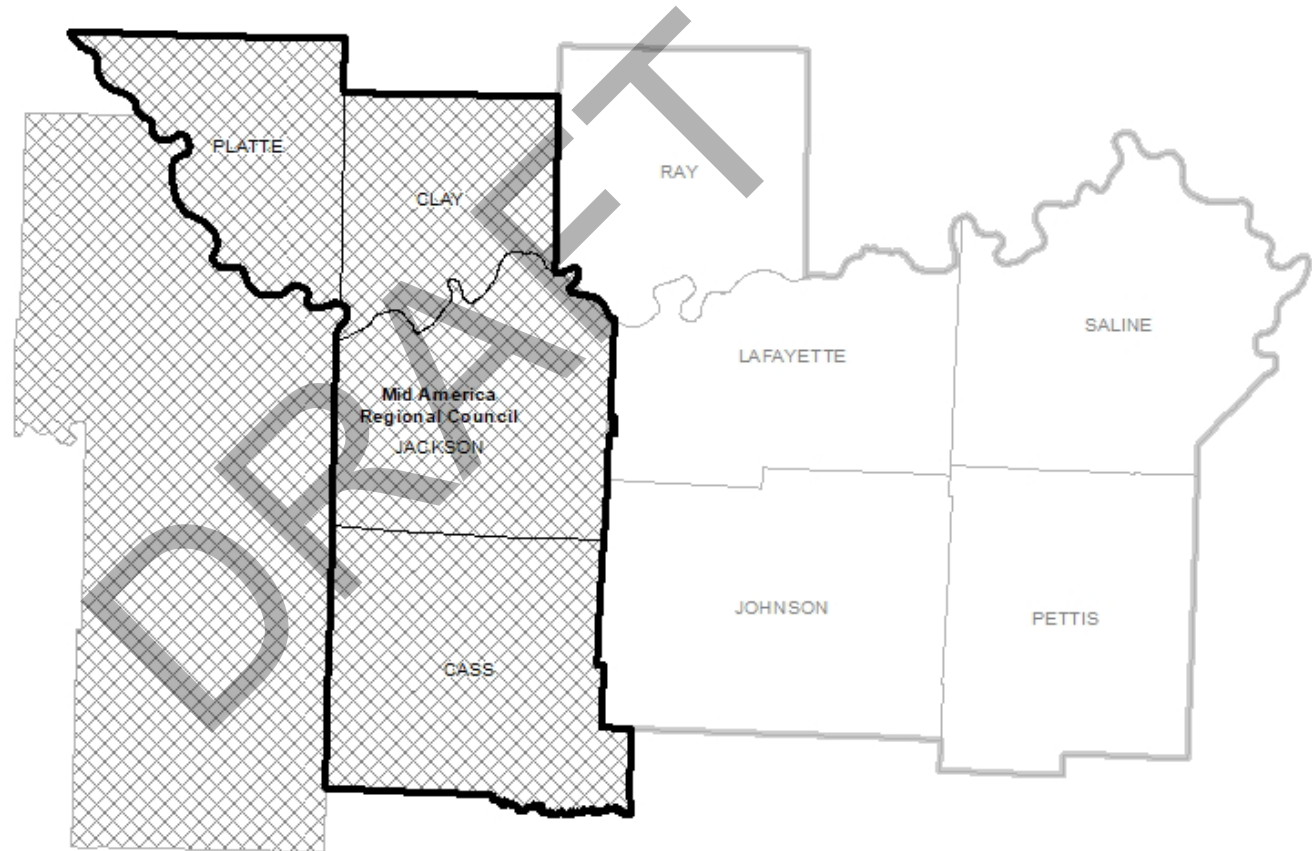 PLATTE
CLAY
RAY
SALINE
LAFAYETTE
Mid America
Regional Council
JACKSON
JOHNSON
PETTIS
CASS
DRAFT